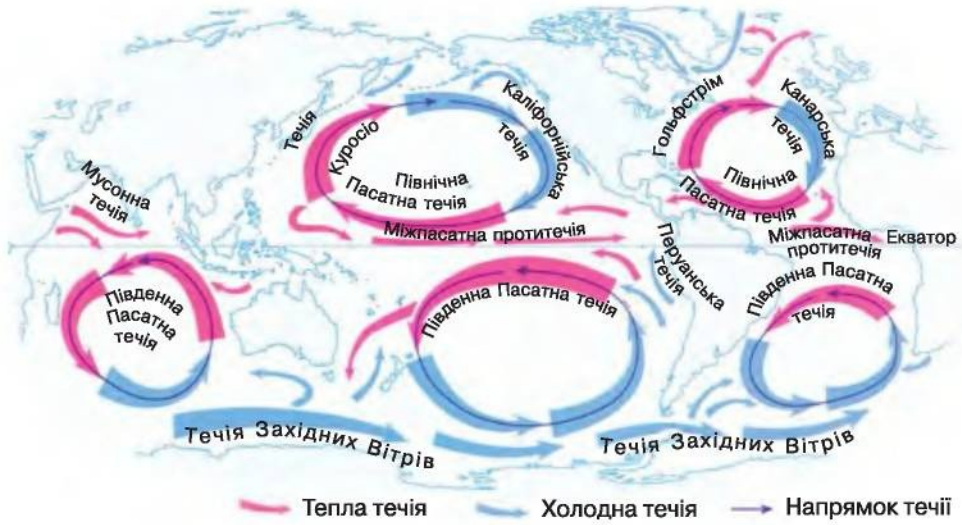 Течія
Куросіо
Каліфорнійська
течія
Північна
Пасатна течія
Гольфстрім
Канарська
течія
Північна
Пасатна течія
Мусонна
течія
Міжпасатна протитечія
Міжпасатна
протитечія
Екватор
Перуанська
течія
Південна
Пасатна
течія
Південна Пасатна течія
Південна Пасатна
течія
Течія Західних Вітрів
Течія Західних Вітрів
Тепла течія
Холодна течія
Напрямок течії